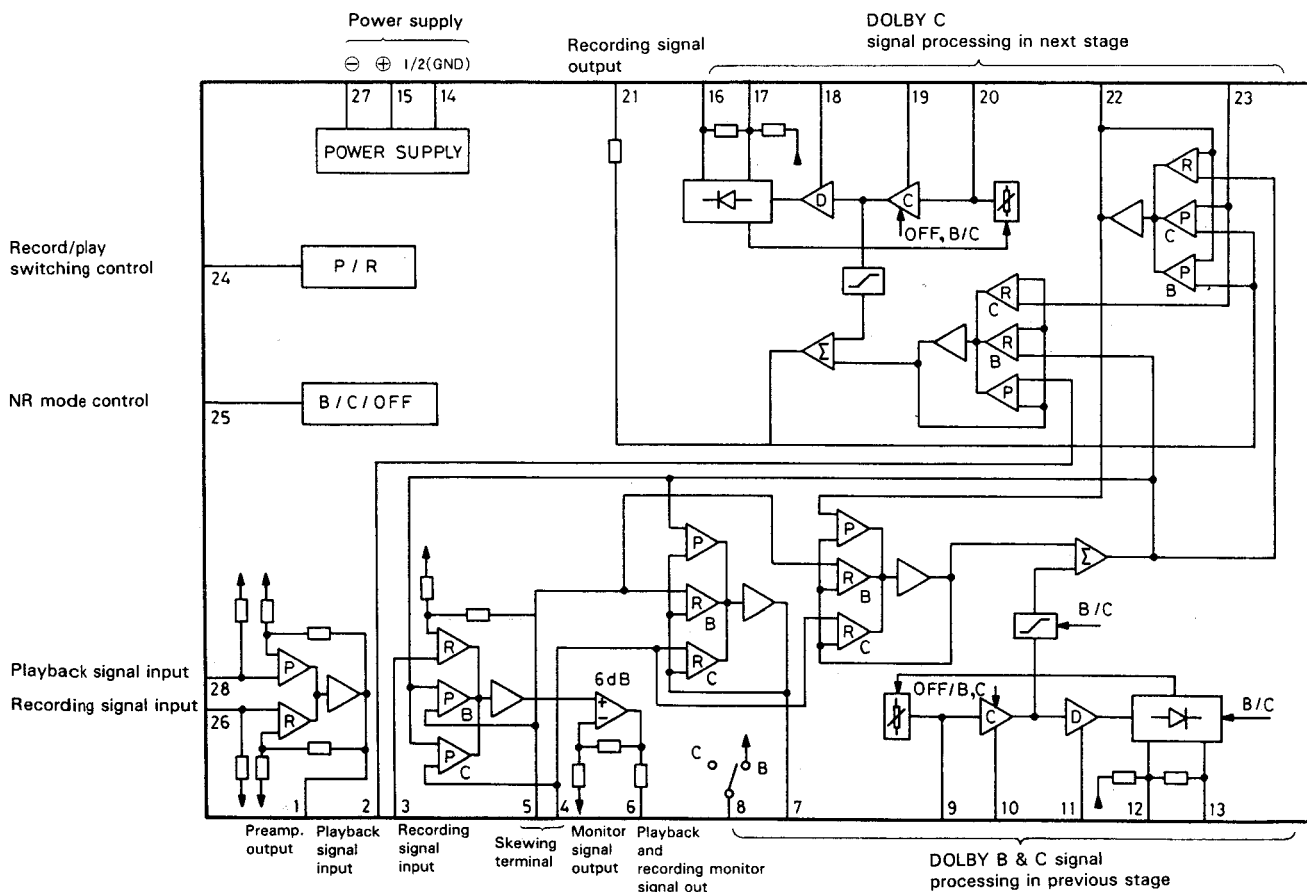 Power supply
⊖ ⊕ 1/2(GND)
Recording signal
output
DOLBY C
signal processing in next stage
27 15 14 21 16 17 18 19 20 22 23
POWER SUPPLY
D C
OFF, B/C
R
P
C
P
B
Record/play
switching control
24
P / R
R
C
R
B
P
Σ
NR mode control
25
B / C / OFF
P
R
B
R
C
P
R
B
R
C
Σ
B / C
Playback signal input
28
Recording signal input
26
P
R
R
P
B
P
C
6dB
+
−
C
B
OFF/B,C
C D
B/C
1 2 3 5 4 6 8 7 9 10 11 12 13
Preamp.
output
Playback
signal
input
Recording
signal
input
Skewing
terminal
Monitor
signal
output
Playback
and
recording monitor
signal out
DOLBY B & C signal
processing in previous stage